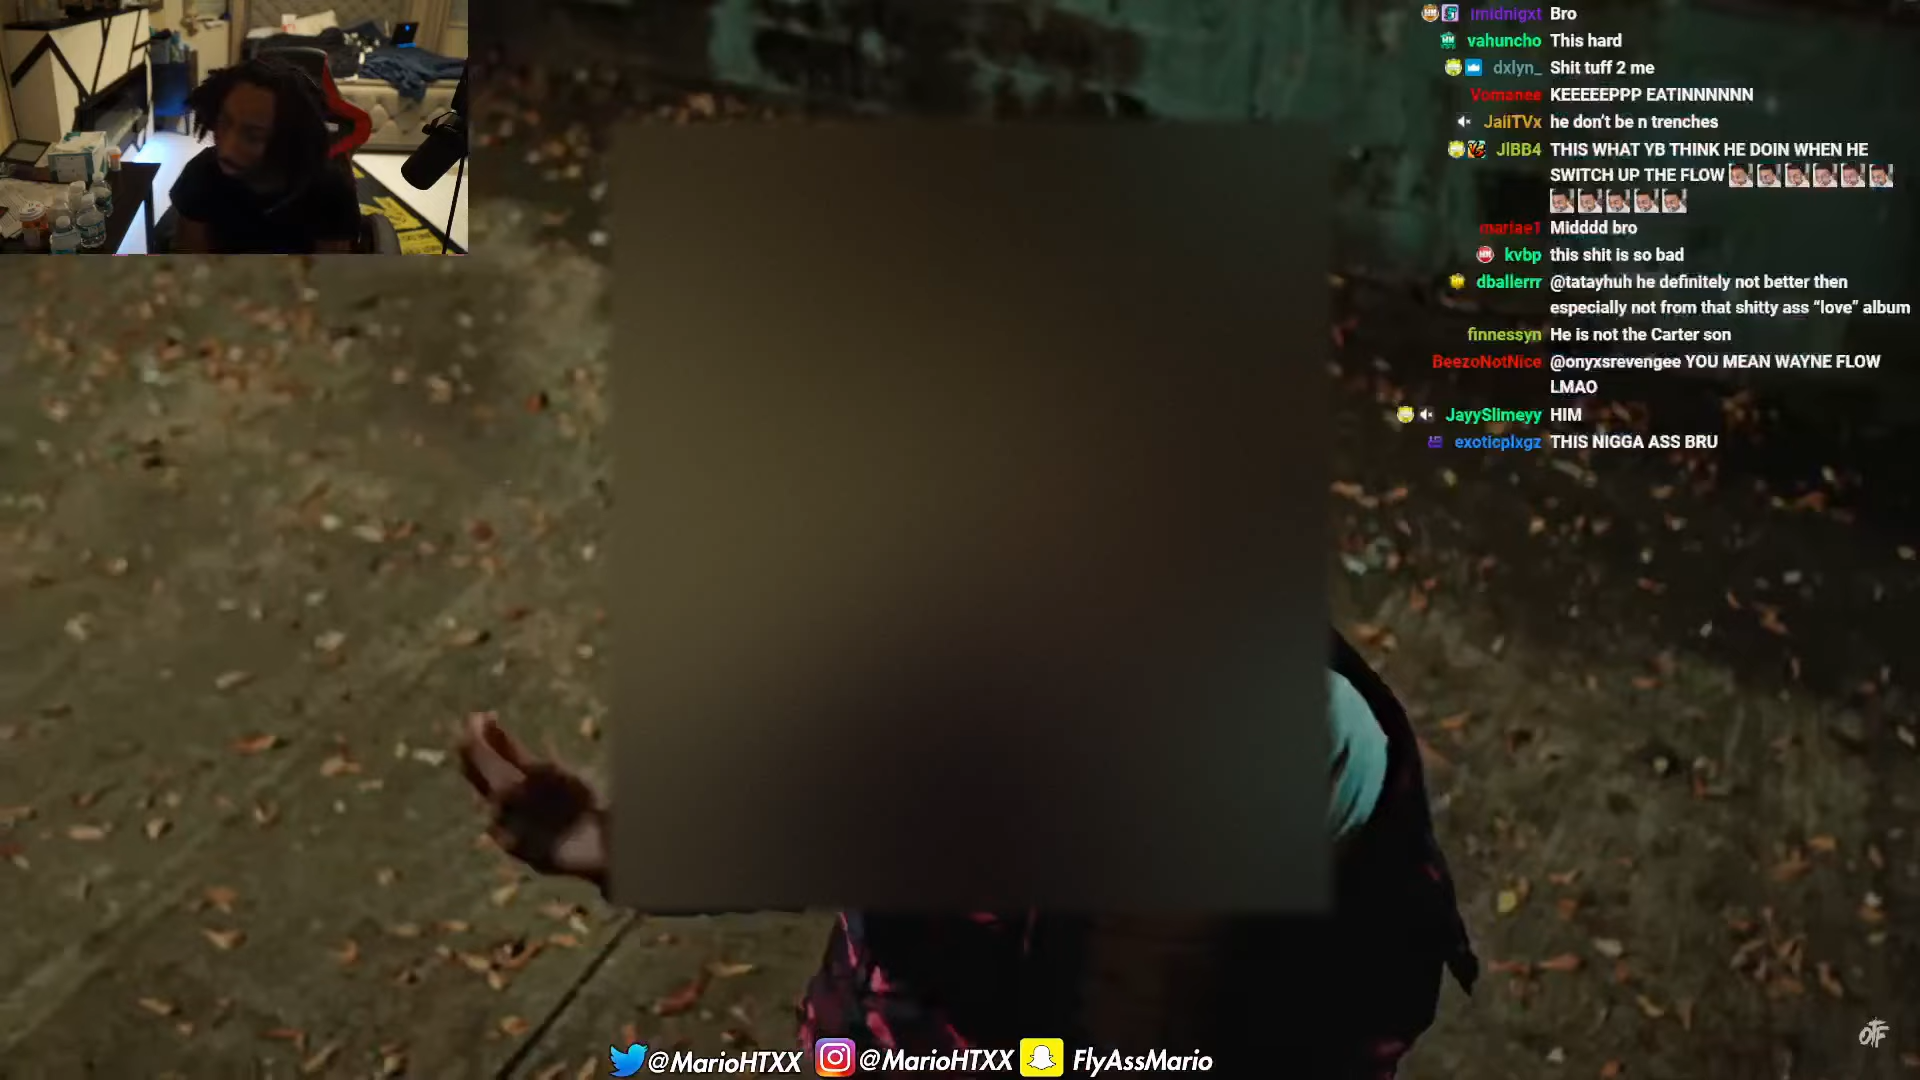 imidnigxt Bro
vahuncho This hard
dxlyn_ Shit tuff 2 me
Vomanee KEEEEEPPP EATINNNNNN
JaiiTVx he don’t be n trenches
JIBB4 THIS WHAT YB THINK HE DOIN WHEN HE
SWITCH UP THE FLOW
mariae1 Midddd bro
kvbp this shit is so bad
dballerrr @tatayhuh he definitely not better then
especially not from that shitty ass “love” album
finnessyn He is not the Carter son
BeezoNotNice @onyxsrevengee YOU MEAN WAYNE FLOW
LMAO
JayySlimeyy HIM
exoticplxgz THIS NIGGA ASS BRU
OTF
@MarioHTXX @MarioHTXX FlyAssMario